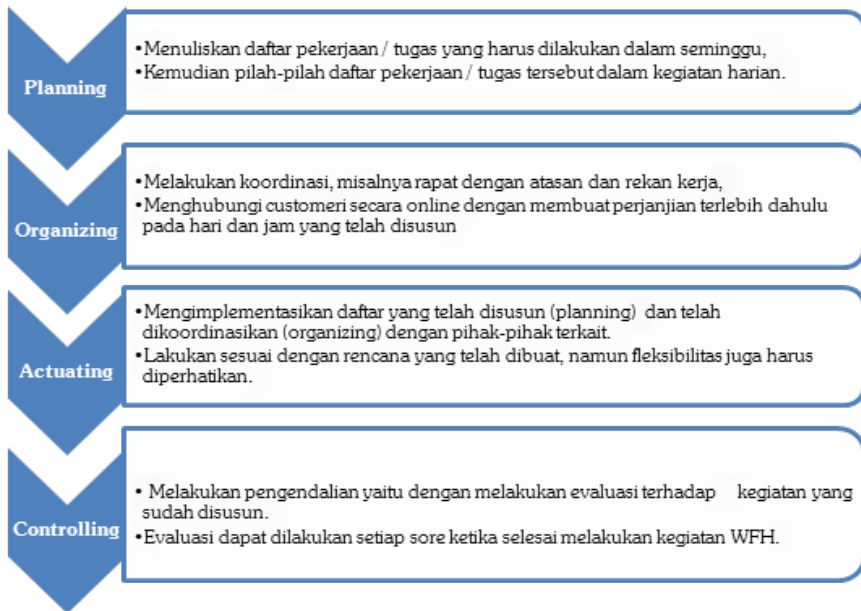 Planning
•Menuliskan daftar pekerjaan / tugas yang harus dilakukan dalam seminggu,
•Kemudian pilah-pilah daftar pekerjaan / tugas tersebut dalam kegiatan harian.
Organizing
•Melakukan koordinasi, misalnya rapat dengan atasan dan rekan kerja,
•Menghubungi customeri secara online dengan membuat perjanjian terlebih dahulu
pada hari dan jam yang telah disusun
Actuating
•Mengimplementasikan daftar yang telah disusun (planning) dan telah
dikoordinasikan (organizing) dengan pihak-pihak terkait.
•Lakukan sesuai dengan rencana yang telah dibuat, namun fleksibilitas juga harus
diperhatikan.
Controlling
• Melakukan pengendalian yaitu dengan melakukan evaluasi terhadap kegiatan yang
sudah disusun.
•Evaluasi dapat dilakukan setiap sore ketika selesai melakukan kegiatan WFH.